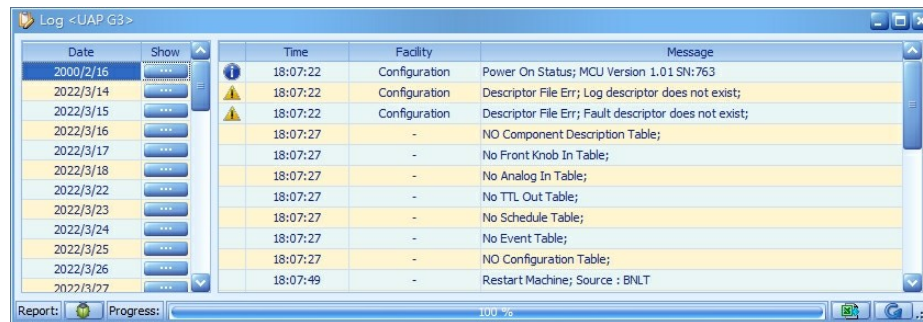 Log <UAP G3>
Date Show Time Facility Message
2000/2/16 ... 18:07:22 Configuration Power On Status; MCU Version 1.01 SN:763
2022/3/14 ... 18:07:22 Configuration Descriptor File Err; Log descriptor does not exist;
2022/3/15 ... 18:07:22 Configuration Descriptor File Err; Fault descriptor does not exist;
2022/3/16 ... 18:07:27 - NO Component Description Table;
2022/3/17 ... 18:07:27 - No Front Knob In Table;
2022/3/18 ... 18:07:27 - No Analog In Table;
2022/3/22 ... 18:07:27 - No TTL Out Table;
2022/3/23 ... 18:07:27 - No Schedule Table;
2022/3/24 ... 18:07:27 - No Event Table;
2022/3/25 ... 18:07:27 - NO Configuration Table;
2022/3/26 ... 18:07:49 - Restart Machine; Source : BNLT
2022/3/27 ...
Report: Progress: 100 %